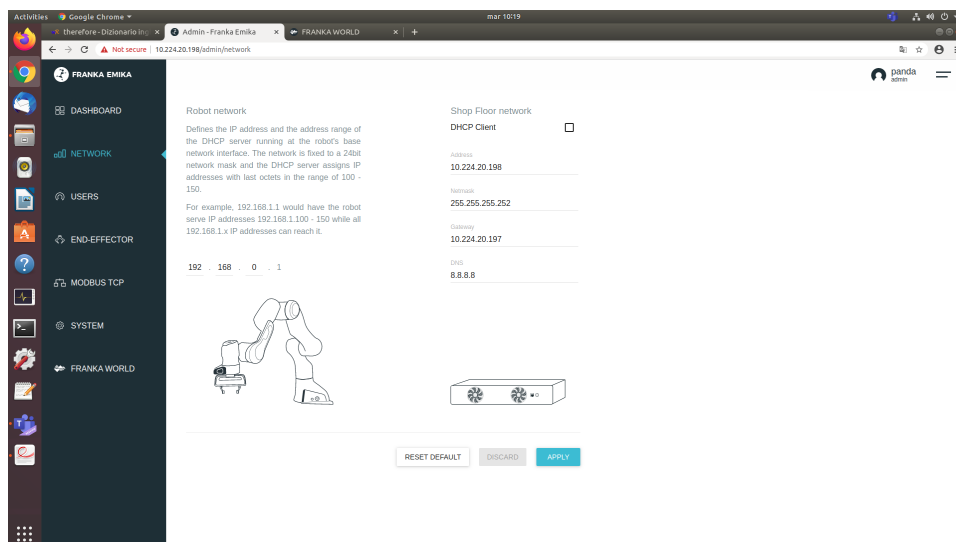 Activities
Google Chrome
mar 10:19
therefore - Dizionario ing
Admin - Franka Emika
FRANKA WORLD
Not secure | 10.224.20.198/admin/network
FRANKA EMIKA
panda
admin
DASHBOARD
NETWORK
USERS
END-EFFECTOR
MODBUS TCP
SYSTEM
FRANKA WORLD
Robot network
Defines the IP address and the address range of
the DHCP server running at the robot's base
network interface. The network is fixed to a 24bit
network mask and the DHCP server assigns IP
addresses with last octets in the range of 100 -
150.
For example, 192.168.1.1 would have the robot
serve IP addresses 192.168.1.100 - 150 while all
192.168.1.x IP addresses can reach it.
192 . 168 . 0 . 1
Shop Floor network
DHCP Client
Address
10.224.20.198
Netmask
255.255.255.252
Gateway
10.224.20.197
DNS
8.8.8.8
RESET DEFAULT
DISCARD
APPLY